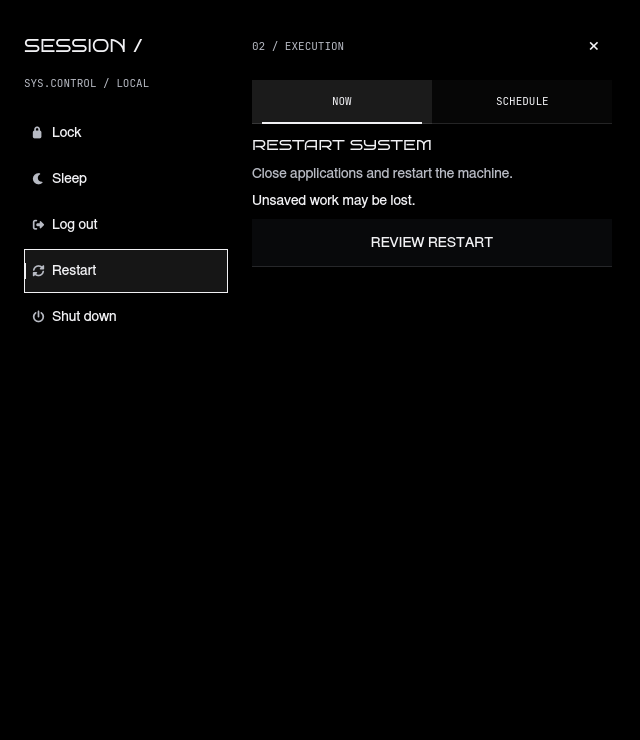 SESSION /
SYS.CONTROL / LOCAL
Lock
Sleep
Log out
Restart
Shut down
02 / EXECUTION
×
NOW
SCHEDULE
RESTART SYSTEM
Close applications and restart the machine.
Unsaved work may be lost.
REVIEW RESTART